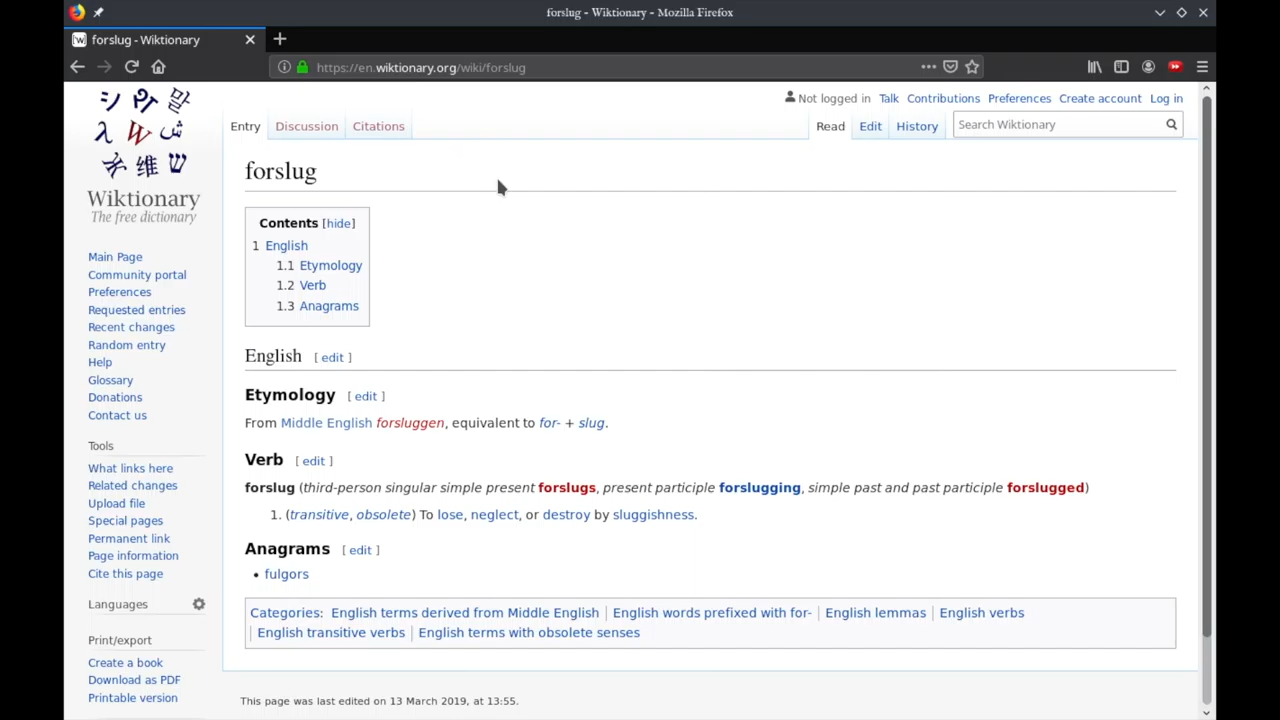 forslug - Wiktionary - Mozilla Firefox
forslug - Wiktionary
https://en.wiktionary.org/wiki/forslug
Not logged in Talk Contributions Preferences Create account Log in
Entry Discussion Citations Read Edit History Search Wiktionary
Wiktionary
The free dictionary
Main Page
Community portal
Preferences
Requested entries
Recent changes
Random entry
Help
Glossary
Donations
Contact us
Tools
What links here
Related changes
Upload file
Special pages
Permanent link
Page information
Cite this page
Languages
Print/export
Create a book
Download as PDF
Printable version
forslug
Contents [hide]
1 English
1.1 Etymology
1.2 Verb
1.3 Anagrams
English [ edit ]
Etymology [ edit ]
From Middle English forsluggen, equivalent to for- + slug.
Verb [ edit ]
forslug (third-person singular simple present forslugs, present participle forslugging, simple past and past participle forslugged)
1. (transitive, obsolete) To lose, neglect, or destroy by sluggishness.
Anagrams [ edit ]
• fulgors
Categories: English terms derived from Middle English | English words prefixed with for- | English lemmas | English verbs
| English transitive verbs | English terms with obsolete senses
This page was last edited on 13 March 2019, at 13:55.